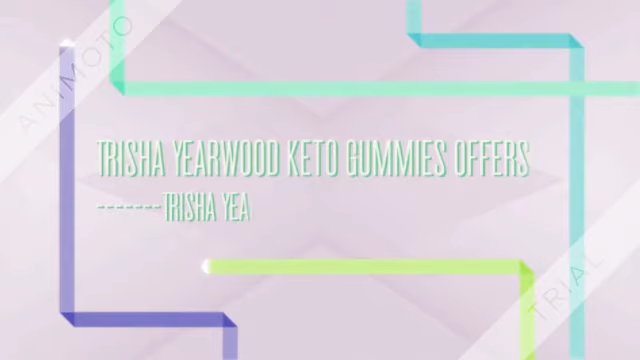 ANIMOTO
TRISHA YEARWOOD KETO GUMMIES OFFERS
-------TRISHA YEA
TRIAL